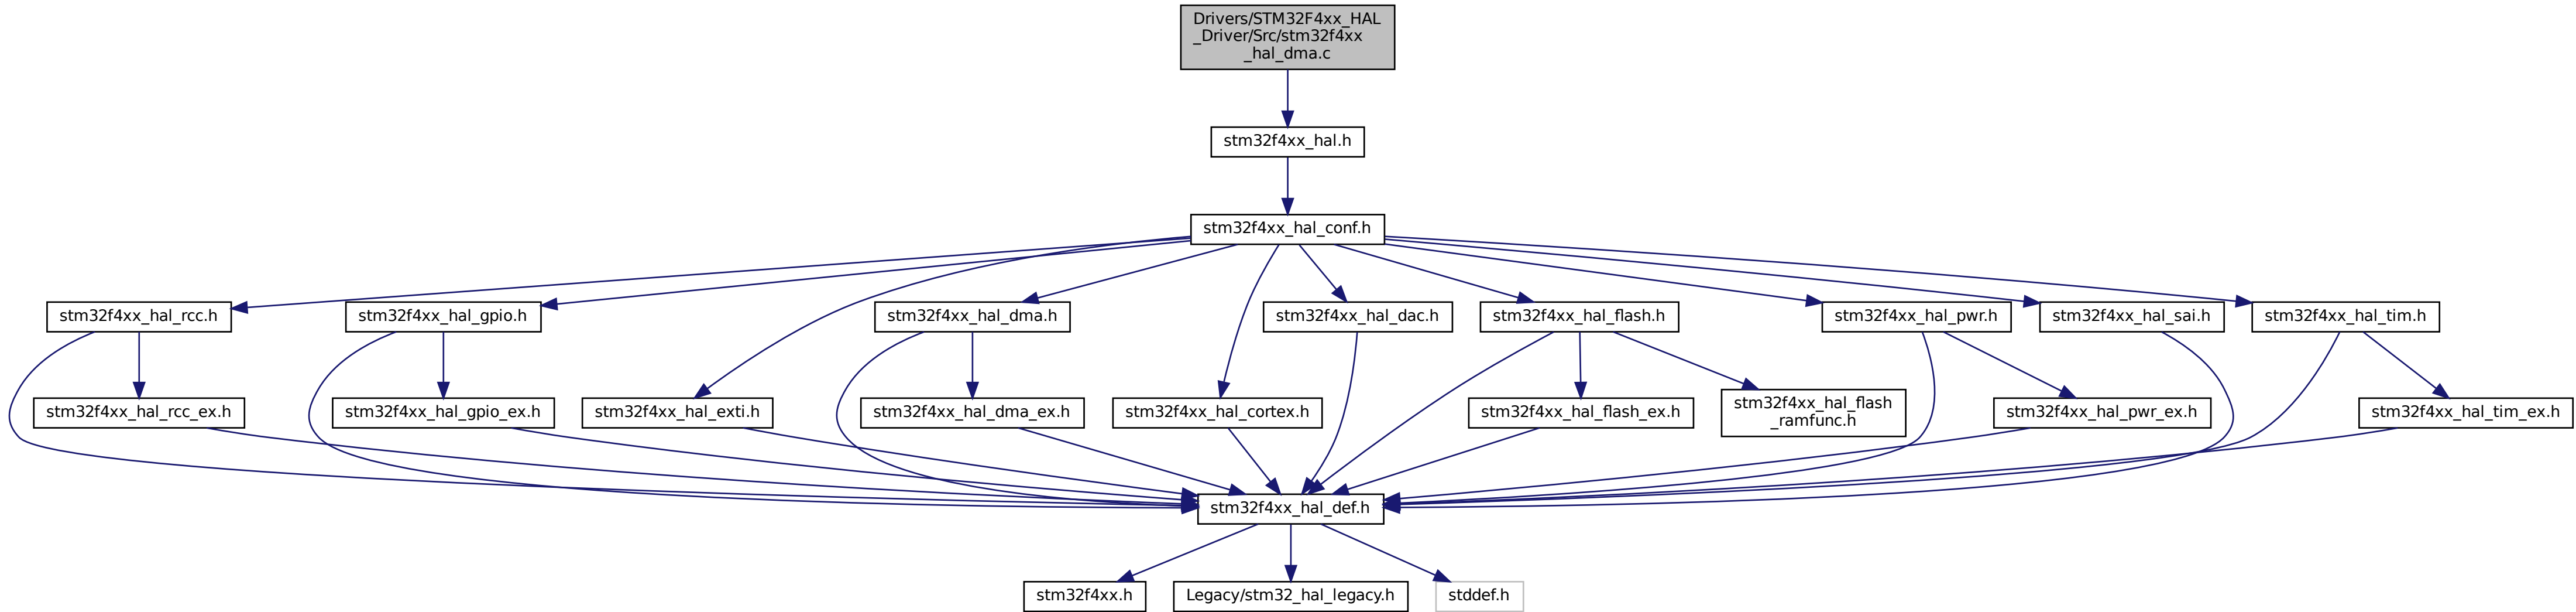 Drivers/STM32F4xx_HAL
_Driver/Src/stm32f4xx
_hal_dma.c
stm32f4xx_hal.h
stm32f4xx_hal_conf.h
stm32f4xx_hal_rcc.h
stm32f4xx_hal_gpio.h
stm32f4xx_hal_dma.h
stm32f4xx_hal_dac.h
stm32f4xx_hal_flash.h
stm32f4xx_hal_pwr.h
stm32f4xx_hal_sai.h
stm32f4xx_hal_tim.h
stm32f4xx_hal_rcc_ex.h
stm32f4xx_hal_gpio_ex.h
stm32f4xx_hal_exti.h
stm32f4xx_hal_dma_ex.h
stm32f4xx_hal_cortex.h
stm32f4xx_hal_flash_ex.h
stm32f4xx_hal_flash
_ramfunc.h
stm32f4xx_hal_pwr_ex.h
stm32f4xx_hal_tim_ex.h
stm32f4xx_hal_def.h
stm32f4xx.h
Legacy/stm32_hal_legacy.h
stddef.h